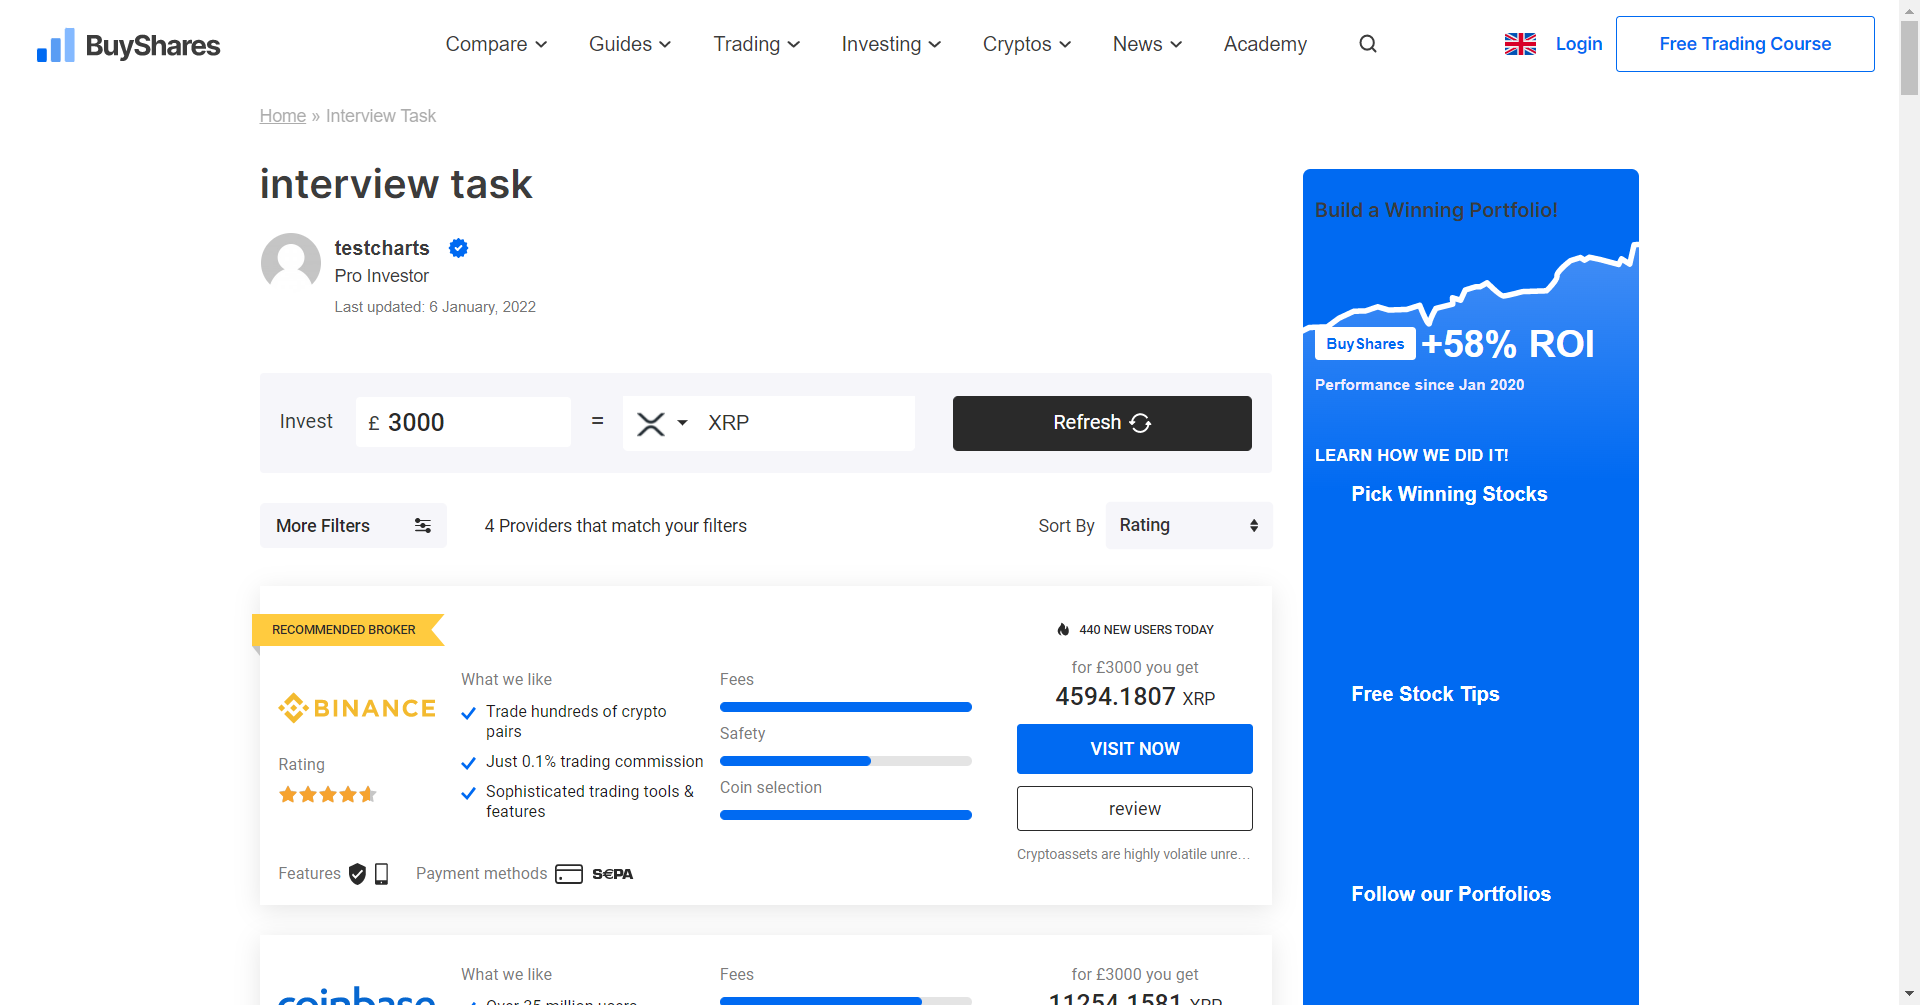 BuyShares
Compare
Guides
Trading
Investing
Cryptos
News
Academy
Login
Free Trading Course
Home » Interview Task
interview task
testcharts
Pro Investor
Last updated: 6 January, 2022
Invest
£ 3000
=
XRP
Refresh
More Filters
4 Providers that match your filters
Sort By
Rating
RECOMMENDED BROKER
BINANCE
Rating
What we like
Trade hundreds of crypto
pairs
Just 0.1% trading commission
Sophisticated trading tools &
features
Fees
Safety
Coin selection
440 NEW USERS TODAY
for £3000 you get
4594.1807 XRP
VISIT NOW
review
Cryptoassets are highly volatile unre...
Features
Payment methods
S€PA
coinbase
What we like
Over 35 million users
Fees
for £3000 you get
11254.1581 XRP
Build a Winning Portfolio!
BuyShares +58% ROI
Performance since Jan 2020
LEARN HOW WE DID IT!
Pick Winning Stocks
Free Stock Tips
Follow our Portfolios